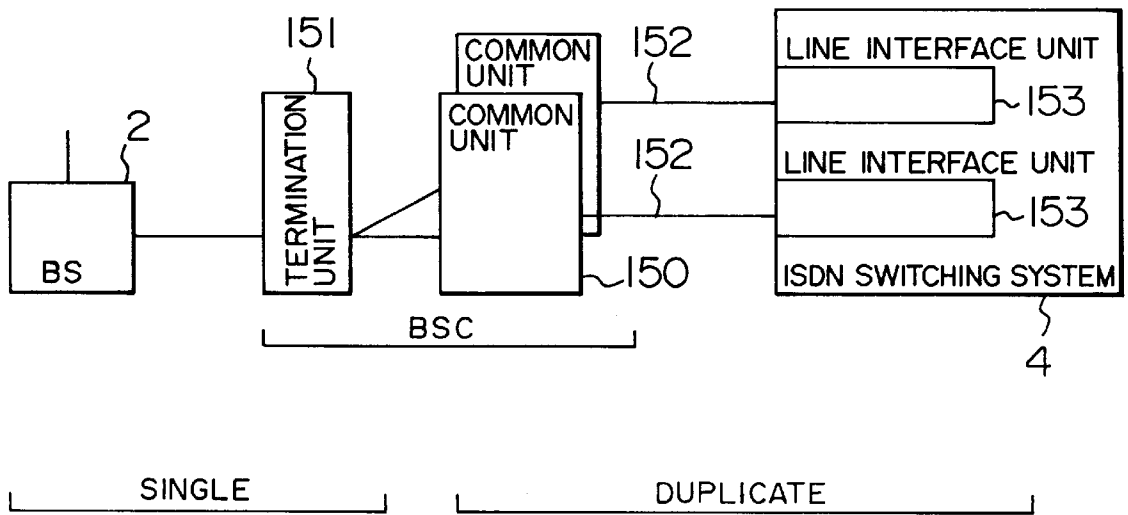 151
COMMON
UNIT
152
LINE INTERFACE UNIT
153
2
TERMINATION
UNIT
COMMON
UNIT
152
LINE INTERFACE UNIT
153
BS
150
ISDN SWITCHING SYSTEM
BSC
4
SINGLE
DUPLICATE